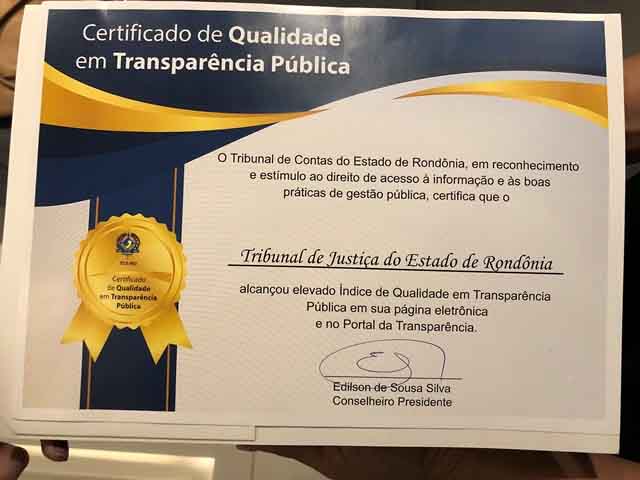 Certificado de Qualidade
em Transparência Pública
O Tribunal de Contas do Estado de Rondônia, em reconhecimento
e estímulo ao direito de acesso à informação e às boas
práticas de gestão pública, certifica que o
Tribunal de Justiça do Estado de Rondônia
alcançou elevado Índice de Qualidade em Transparência
Pública em sua página eletrônica
e no Portal da Transparência.
Edilson de Sousa Silva
Conselheiro Presidente
TCE-RO
Certificado
de Qualidade
em Transparência
Pública